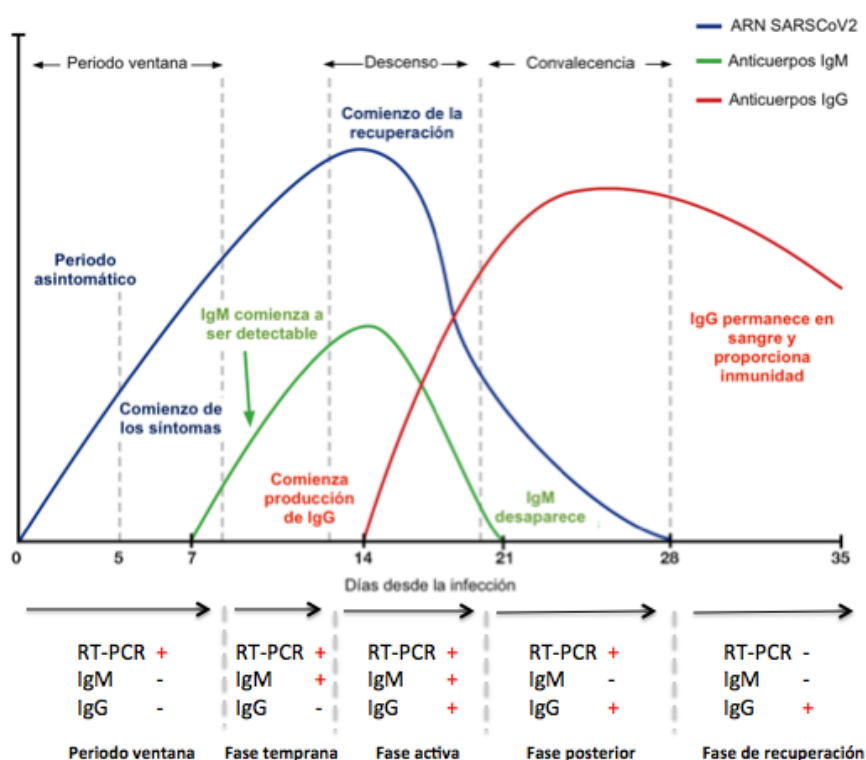 ARN SARSCoV2
Anticuerpos IgM
Anticuerpos IgG
Periodo ventana
Descenso
Convalecencia
Comienzo de la
recuperación
Periodo
asintomático
IgM comienza a
ser detectable
Comienzo de
los síntomas
Comienza
producción
de IgG
IgM
desaparece
IgG permanece en
sangre y
proporciona
inmunidad
0 5 7 14 21 28 35
Días desde la infección
RT-PCR + RT-PCR + RT-PCR + RT-PCR + RT-PCR -
IgM - IgM + IgM + IgM - IgM -
IgG - IgG - IgG + IgG + IgG +
Periodo ventana Fase temprana Fase activa Fase posterior Fase de recuperación